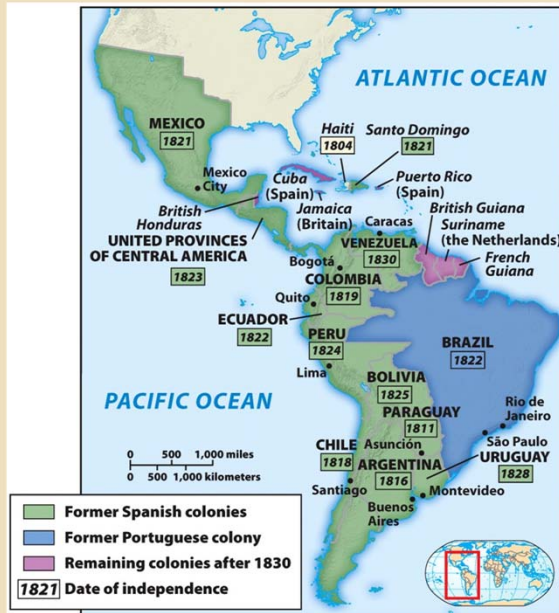 ATLANTIC OCEAN
MEXICO
1821
Haiti
1804
Santo Domingo
1821
Mexico
City
Cuba
(Spain)
Puerto Rico
(Spain)
Jamaica
(Britain)
British
Honduras
British Guiana
Suriname
(the Netherlands)
French
Guiana
UNITED PROVINCES
OF CENTRAL AMERICA
1823
Caracas
VENEZUELA
1830
Bogotá
COLOMBIA
1819
Quito
ECUADOR
1822
PERU
1824
Lima
BRAZIL
1822
PACIFIC OCEAN
BOLIVIA
1825
PARAGUAY
1811
Rio de
Janeiro
São Paulo
CHILE
1818
Asunción
URUGUAY
1828
ARGENTINA
1816
Santiago
Montevideo
Buenos
Aires
0 500 1,000 miles
0 500 1,000 kilometers
Former Spanish colonies
Former Portuguese colony
Remaining colonies after 1830
1821 Date of independence